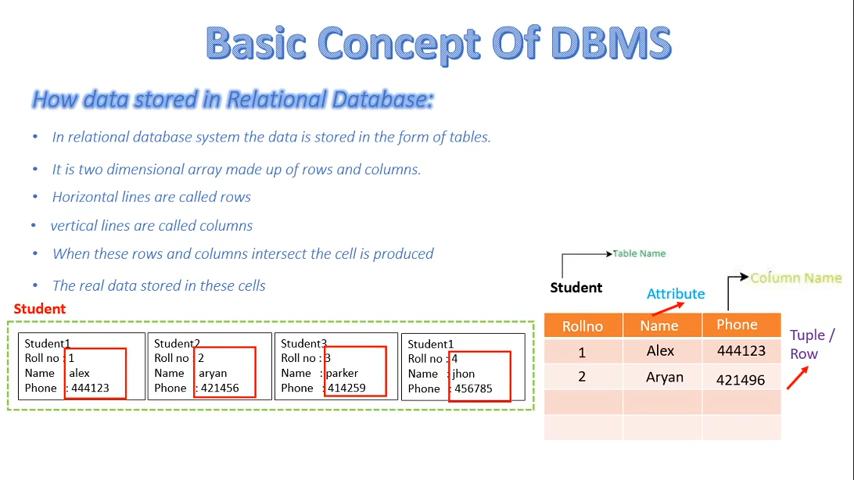 Basic Concept Of DBMS
How data stored in Relational Database:
• In relational database system the data is stored in the form of tables.
• It is two dimensional array made up of rows and columns.
• Horizontal lines are called rows
• vertical lines are called columns
• When these rows and columns intersect the cell is produced
• The real data stored in these cells
Student
Student1
Roll no : 1
Name alex
Phone : 444123
Student2
Roll no : 2
Name aryan
Phone : 421456
Student3
Roll no : 3
Name : parker
Phone : 414259
Student1
Roll no : 4
Name : jhon
Phone : 456785
Table Name
Student
Column Name
Attribute
Rollno Name Phone
1 Alex 444123
2 Aryan 421496
Tuple /
Row